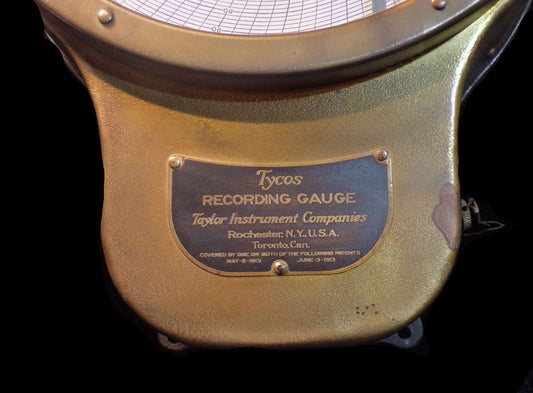 Tycos
RECORDING GAUGE
Taylor Instrument Companies
Rochester, N.Y., U.S.A.
Toronto, Can.
COVERED BY ONE OR BOTH OF THE FOLLOWING PATENTS
MAY-6-1913 JUNE-3-1913